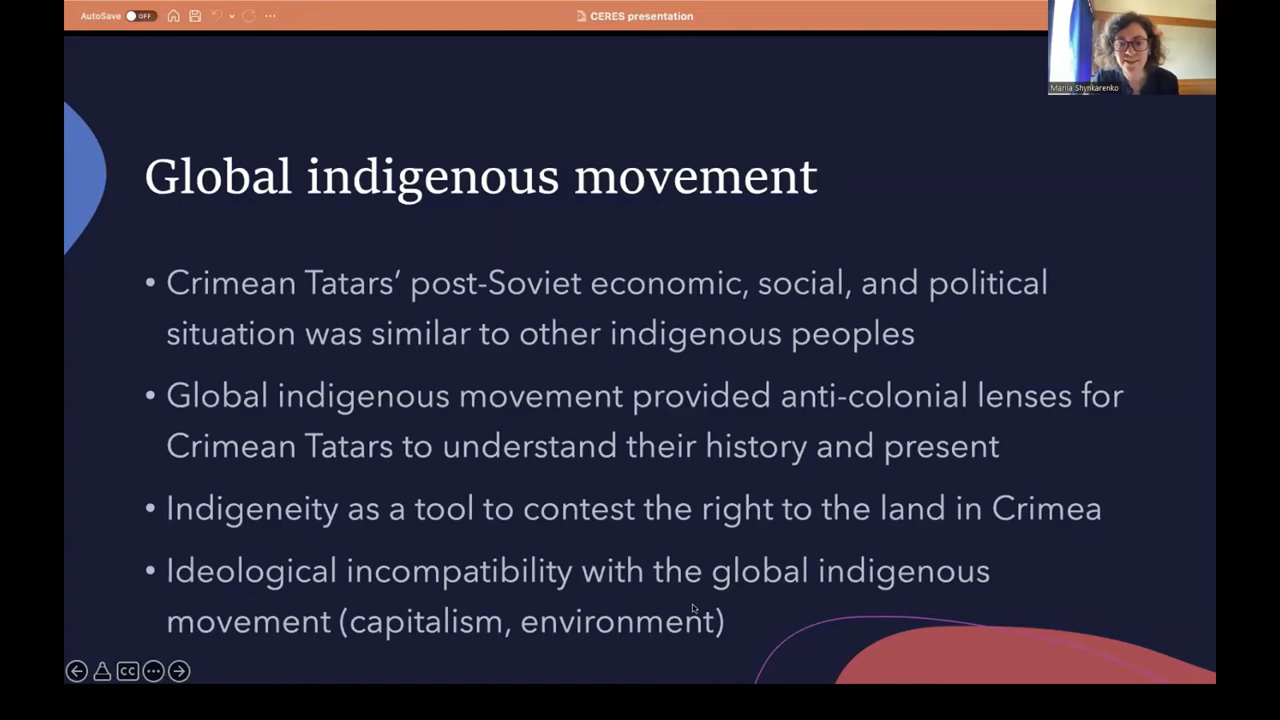 AutoSave OFF
CERES presentation
Mariia Shynkarenko
Global indigenous movement
• Crimean Tatars‘ post-Soviet economic, social, and political
situation was similar to other indigenous peoples
• Global indigenous movement provided anti-colonial lenses for
Crimean Tatars to understand their history and present
• Indigeneity as a tool to contest the right to the land in Crimea
• Ideological incompatibility with the global indigenous
movement (capitalism, environment)
CC